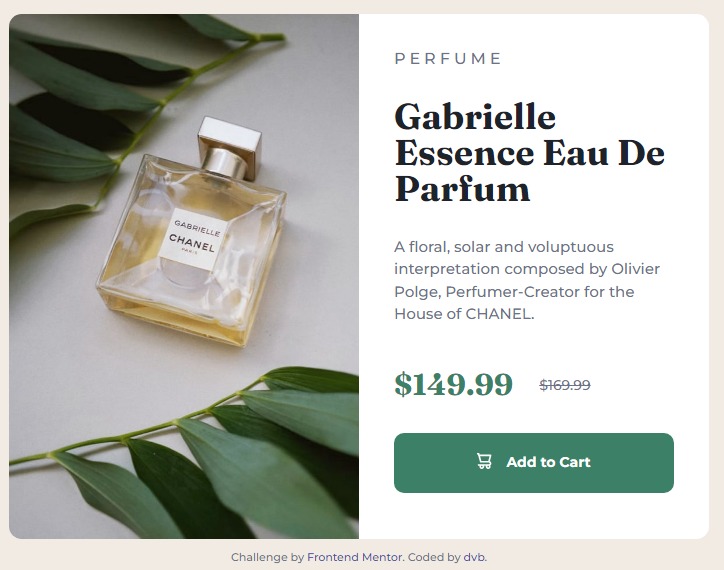 GABRIELLE
CHANEL
PARIS
PERFUME
Gabrielle
Essence Eau De
Parfum
A floral, solar and voluptuous
interpretation composed by Olivier
Polge, Perfumer-Creator for the
House of CHANEL.
$149.99 $169.99
Add to Cart
Challenge by Frontend Mentor. Coded by dvb.